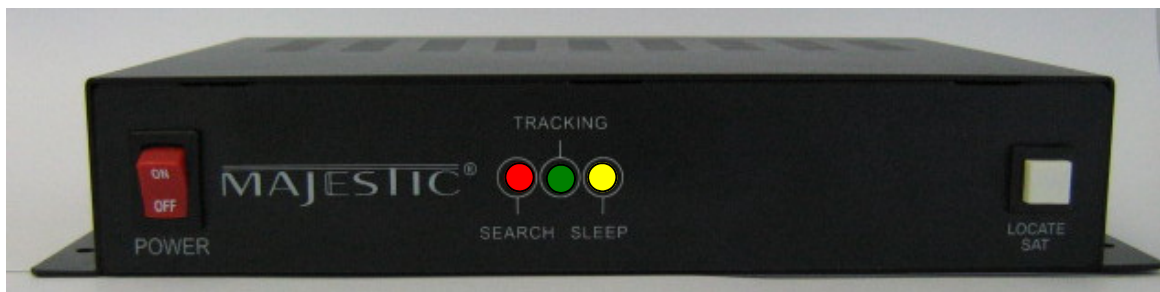 TRACKING
ON
OFF
MAJESTIC®
SEARCH SLEEP
POWER
LOCATE
SAT